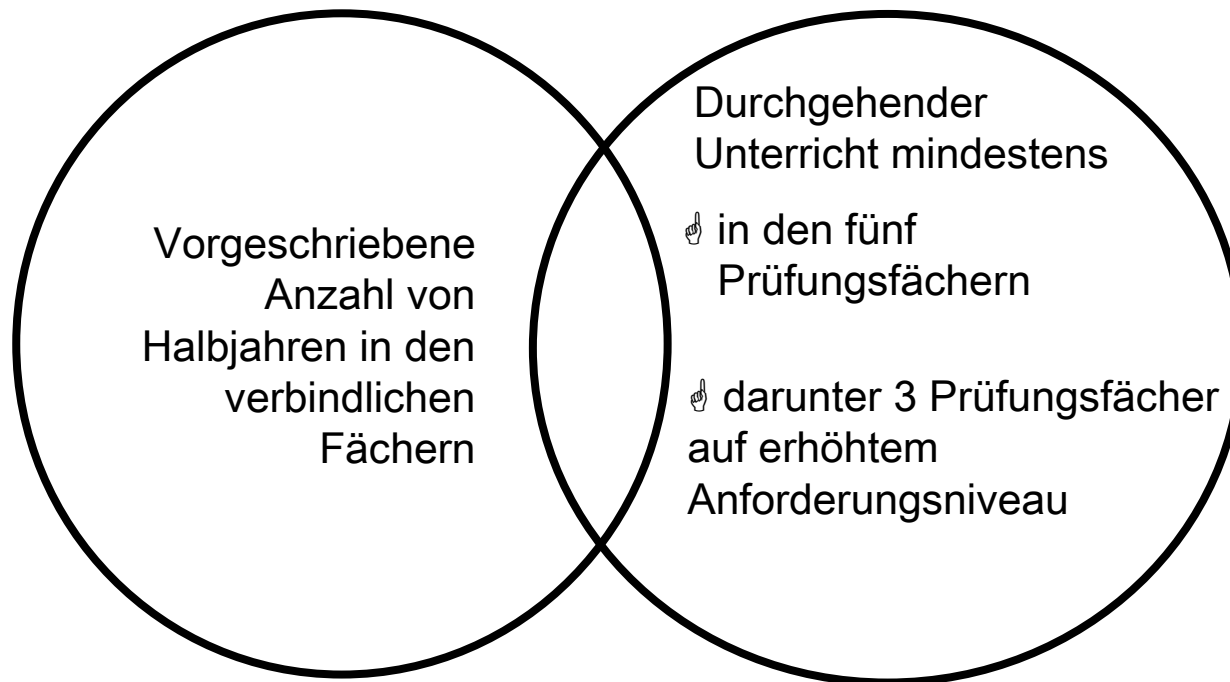 Vorgeschriebene
Anzahl von
Halbjahren in den
verbindlichen
Fächern
Durchgehender
Unterricht mindestens
☝ in den fünf
Prüfungsfächern
☝ darunter 3 Prüfungsfächer
auf erhöhtem
Anforderungsniveau